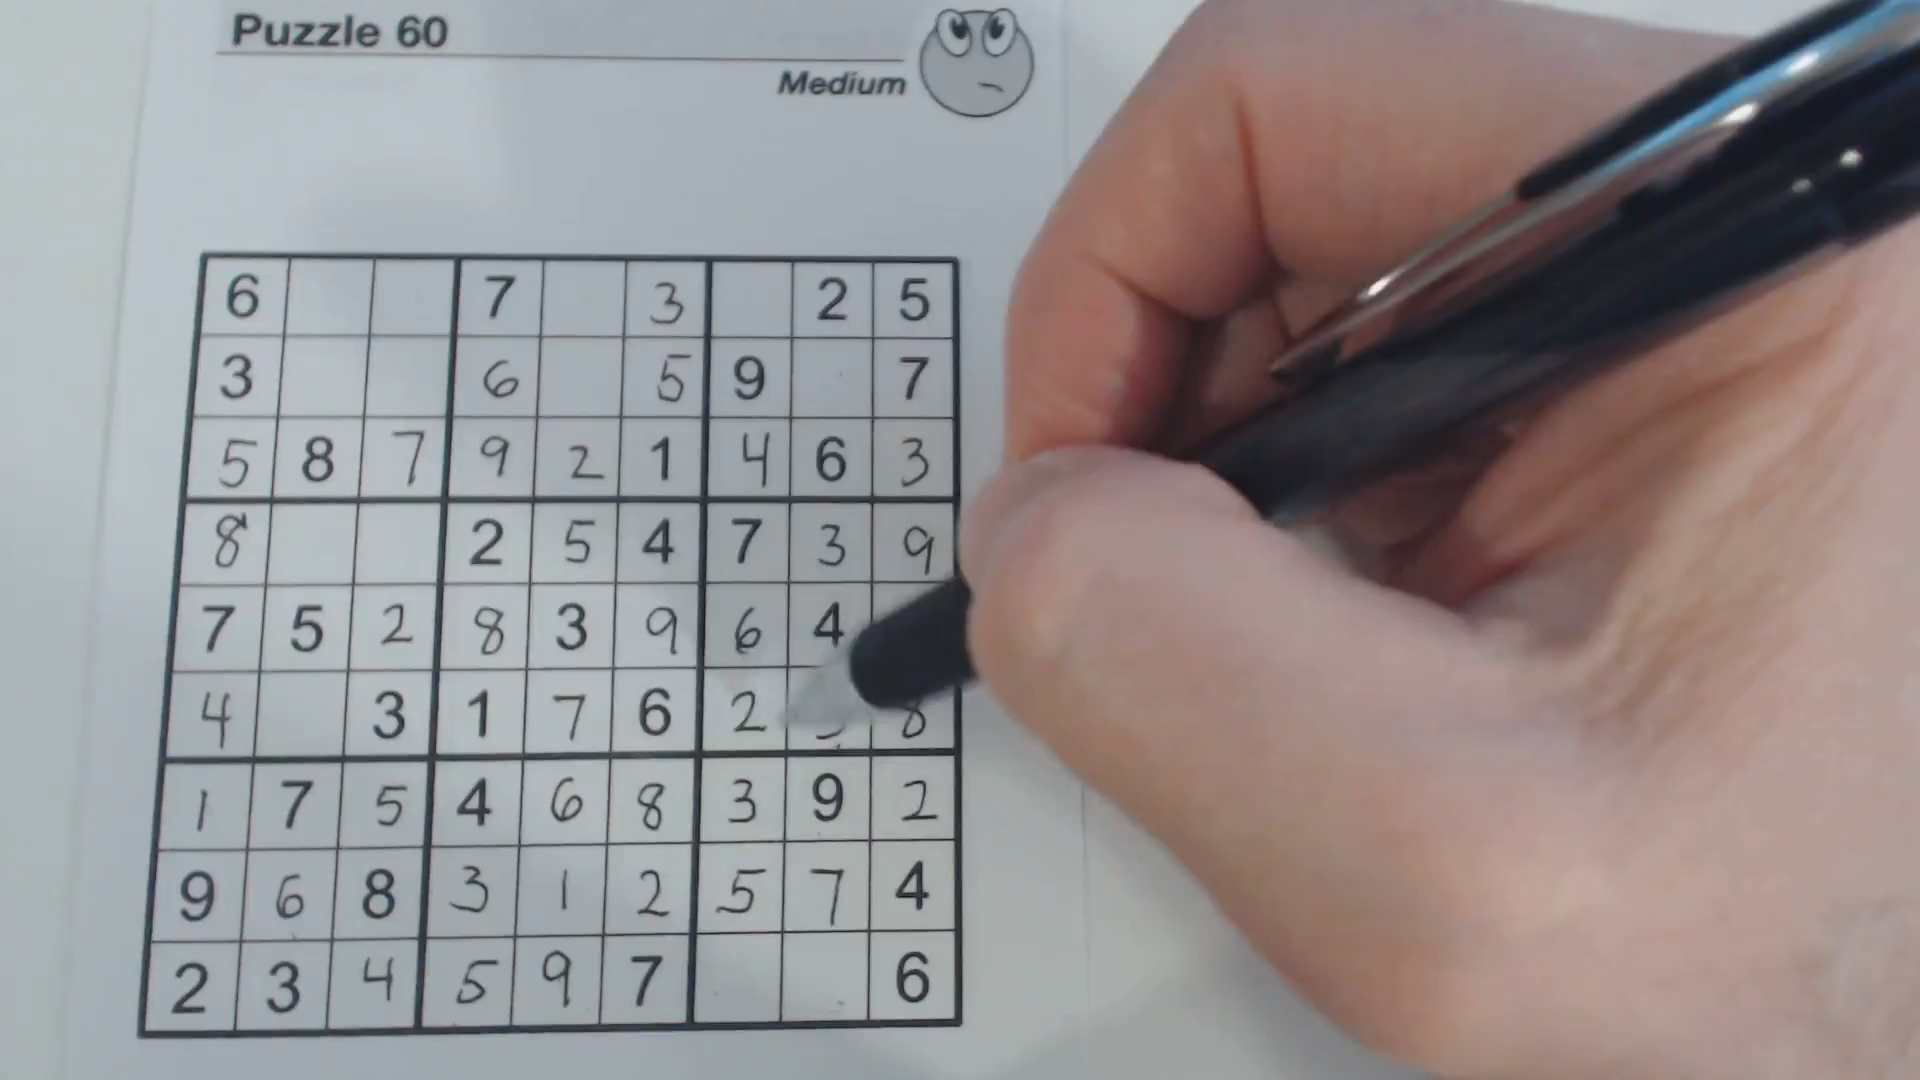 Puzzle 60
Medium
6 7 3 2 5
3 6 5 9 7
5 8 7 9 2 1 4 6 3
8 2 5 4 7 3 9
7 5 2 8 3 9 6 4
4 3 1 7 6 2 8
1 7 5 4 6 8 3 9 2
9 6 8 3 1 2 5 7 4
2 3 4 5 9 7 6